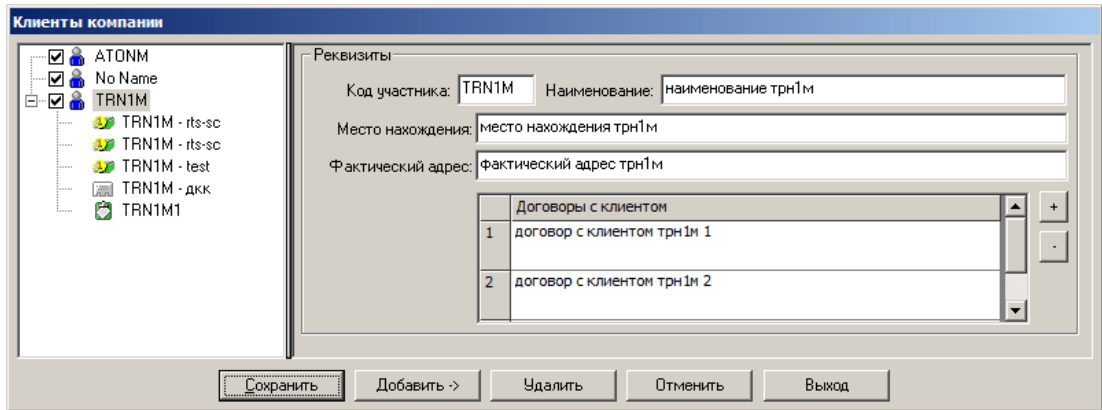 Клиенты компании
ATONM
No Name
TRN1M
TRN1M - rts-sc
TRN1M - rts-sc
TRN1M - test
TRN1M - дкк
TRN1M1
Реквизиты
Код участника: TRN1M Наименование: наименование трн1м
Место нахождения: место нахождения трн1м
Фактический адрес: фактический адрес трн1м
Договоры с клиентом +
1 договор с клиентом трн1м 1
-
2 договор с клиентом трн1м 2
Сохранить Добавить -> Удалить Отменить Выход